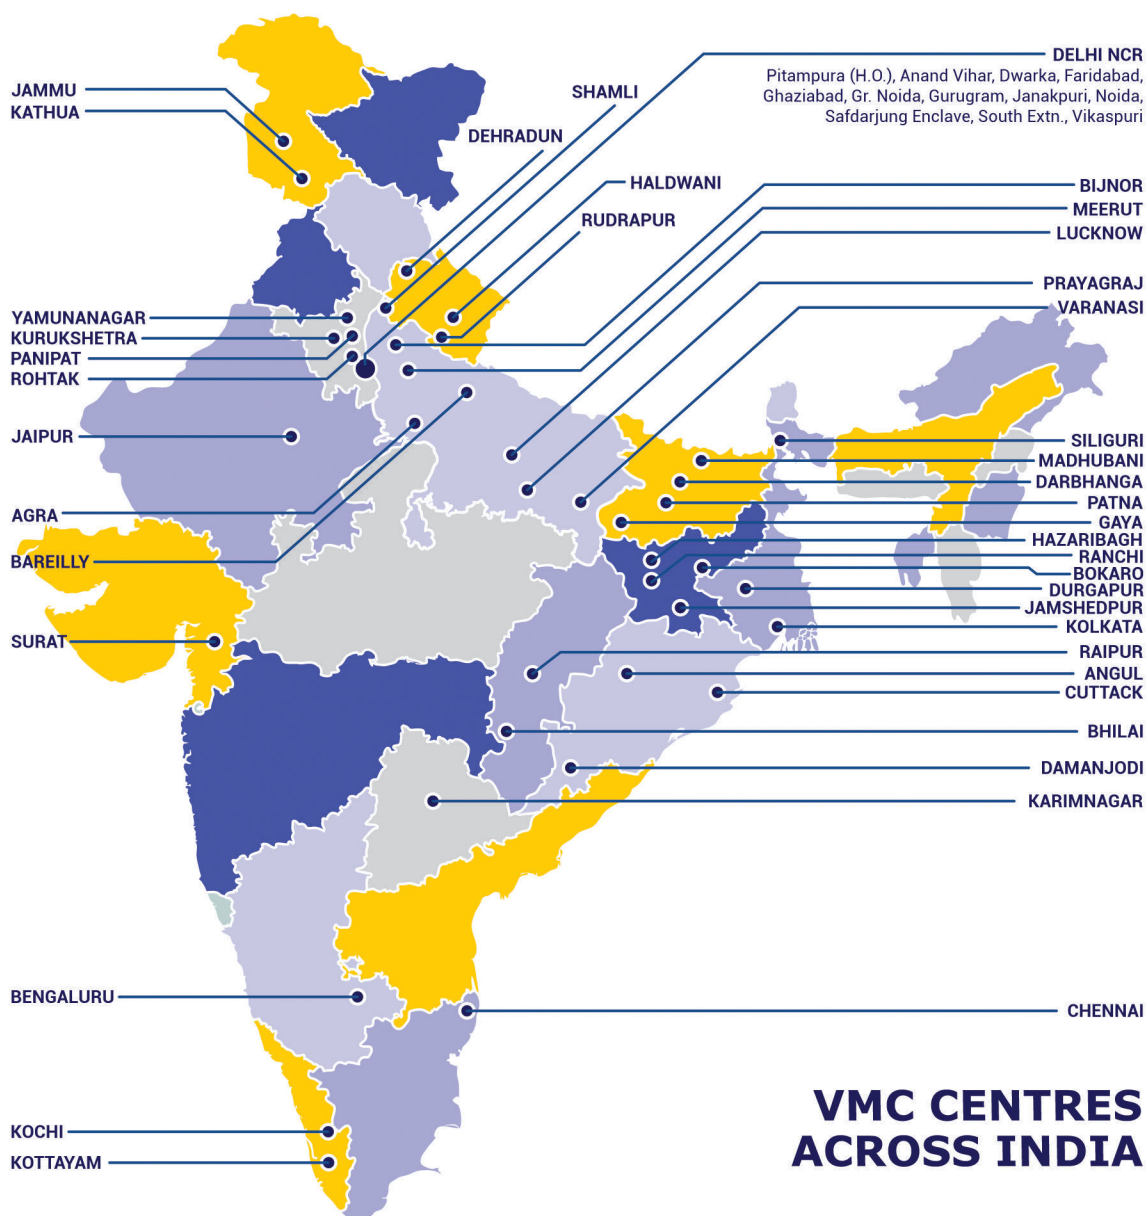 DELHI NCR
Pitampura (H.O.), Anand Vihar, Dwarka, Faridabad,
Ghaziabad, Gr. Noida, Gurugram, Janakpuri, Noida,
Safdarjung Enclave, South Extn., Vikaspuri
JAMMU
KATHUA
SHAMLI
DEHRADUN
HALDWANI
RUDRAPUR
BIJNOR
MEERUT
LUCKNOW
PRAYAGRAJ
VARANASI
YAMUNANAGAR
KURUKSHETRA
PANIPAT
ROHTAK
JAIPUR
AGRA
BAREILLY
SURAT
SILIGURI
MADHUBANI
DARBHANGA
PATNA
GAYA
HAZARIBAGH
RANCHI
BOKARO
DURGAPUR
JAMSHEDPUR
KOLKATA
RAIPUR
ANGUL
CUTTACK
BHILAI
DAMANJODI
KARIMNAGAR
BENGALURU
CHENNAI
KOCHI
KOTTAYAM
VMC CENTRES
ACROSS INDIA